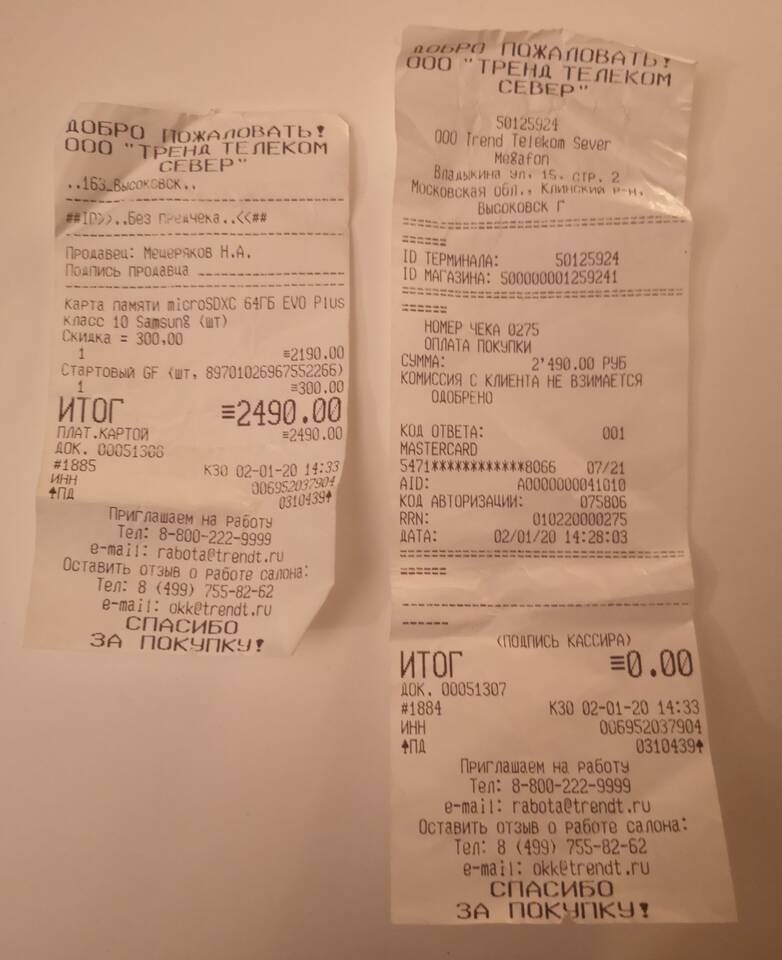 ДОБРО ПОЖАЛОВАТЬ!
ООО "ТРЕНД ТЕЛЕКОМ
СЕВЕР"
..163_Высоковск..
##ID>>..Без предчека..<<##
Продавец: Мещеряков Н.А.
Подпись продавца
Карта памяти microSDXC 64ГБ EVO Plus
класс 10 Samsung (шт)
Скидка = 300,00
1 ≡2190.00
Стартовый GF (шт, 89701026967552266)
1 ≡300.00
ИТОГ ≡2490.00
ПЛАТ.КАРТОЙ ≡2490.00
ДОК. 00051308
#1885 К30 02-01-20 14:33
ИНН 006952037904
↑ПД 0310439↑
Приглашаем на работу
Тел: 8-800-222-9999
e-mail: rabota@trendt.ru
Оставить отзыв о работе салона:
Тел: 8 (499) 755-82-62
e-mail: okk@trendt.ru
СПАСИБО
ЗА ПОКУПКУ!
ДОБРО ПОЖАЛОВАТЬ!
ООО "ТРЕНД ТЕЛЕКОМ
СЕВЕР"
50125924
OOO Trend Telekom Sever
Megafon
Владыкина ул. 15, стр. 2
Московская обл., Клинский р-н,
Высоковск г
ID ТЕРМИНАЛА: 50125924
ID МАГАЗИНА: 500000001259241
НОМЕР ЧЕКА 0275
ОПЛАТА ПОКУПКИ
СУММА: 2'490.00 РУБ
КОМИССИЯ С КЛИЕНТА НЕ ВЗИМАЕТСЯ
ОДОБРЕНО
КОД ОТВЕТА: 001
MASTERCARD
5471************8066 07/21
AID: A0000000041010
КОД АВТОРИЗАЦИИ: 075806
RRN: 010220000275
ДАТА: 02/01/20 14:28:03
(ПОДПИСЬ КАССИРА)
ИТОГ ≡0.00
ДОК. 00051307
#1884 К30 02-01-20 14:33
ИНН 006952037904
↑ПД 0310439↑
Приглашаем на работу
Тел: 8-800-222-9999
e-mail: rabota@trendt.ru
Оставить отзыв о работе салона:
Тел: 8 (499) 755-82-62
e-mail: okk@trendt.ru
СПАСИБО
ЗА ПОКУПКУ!